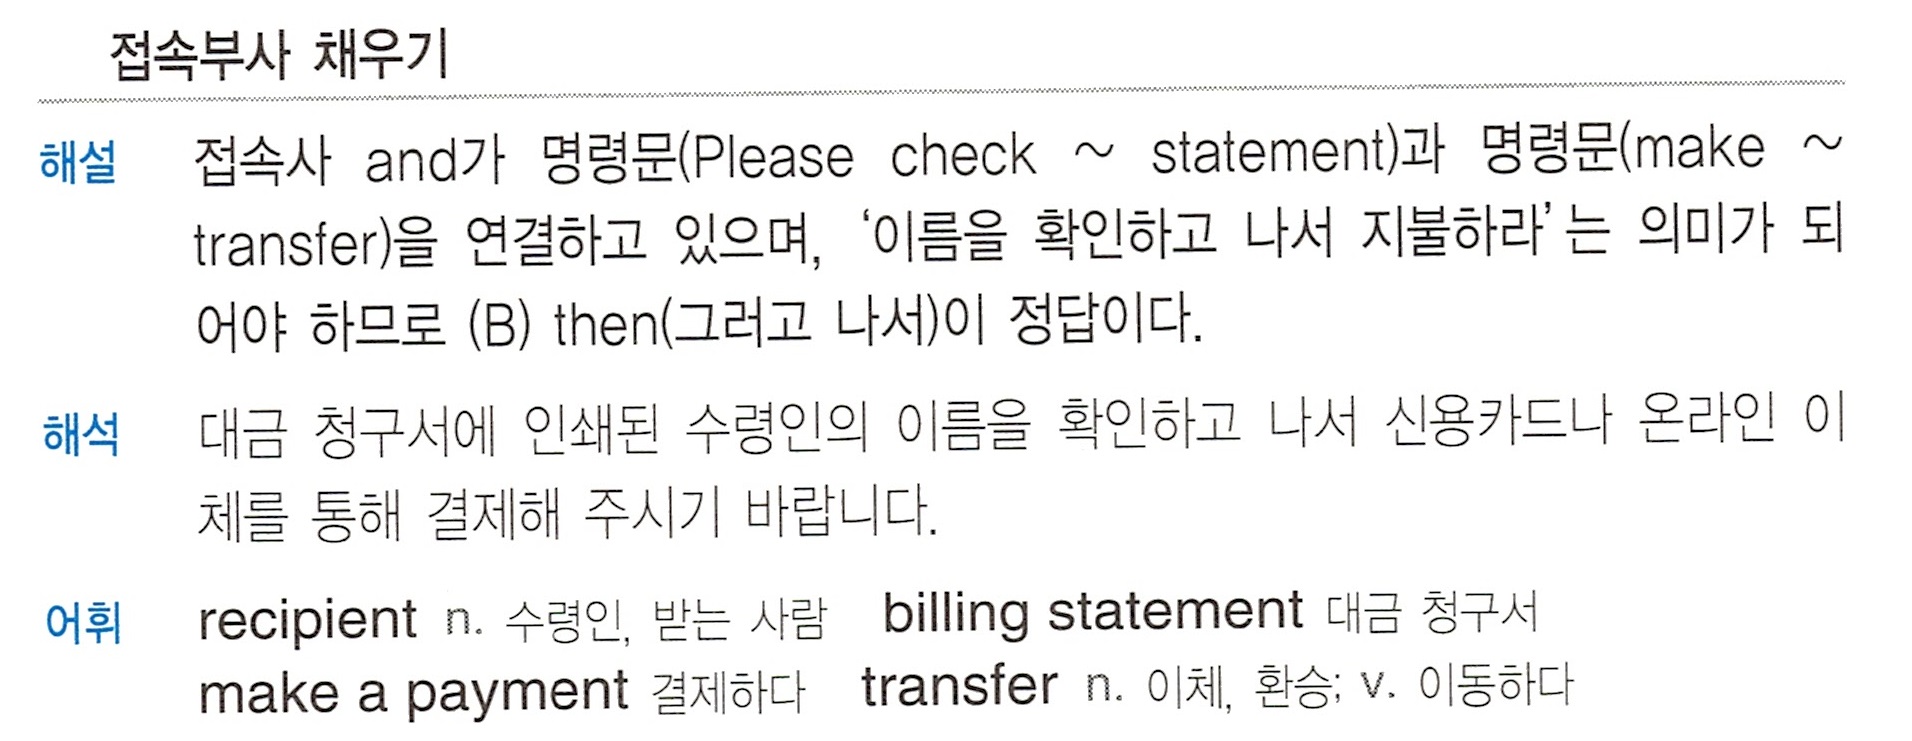 접속부사 채우기
해설 접속사 and가 명령문(Please check ~ statement)과 명령문(make ~
transfer)을 연결하고 있으며, ‘이름을 확인하고 나서 지불하라’는 의미가 되
어야 하므로 (B) then(그러고 나서)이 정답이다.
해석 대금 청구서에 인쇄된 수령인의 이름을 확인하고 나서 신용카드나 온라인 이
체를 통해 결제해 주시기 바랍니다.
어휘 recipient n. 수령인, 받는 사람 billing statement 대금 청구서
make a payment 결제하다 transfer n. 이체, 환승; v. 이동하다